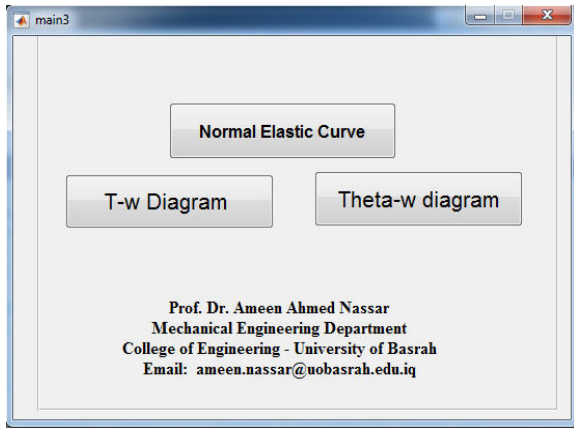 main3
Normal Elastic Curve
T-w Diagram
Theta-w diagram
Prof. Dr. Ameen Ahmed Nassar
Mechanical Engineering Department
College of Engineering - University of Basrah
Email: ameen.nassar@uobasrah.edu.iq